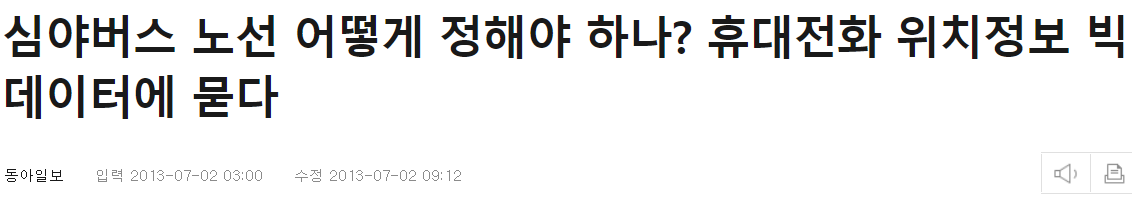 심야버스 노선 어떻게 정해야 하나? 휴대전화 위치정보 빅
데이터에 묻다
동아일보 입력 2013-07-02 03:00 수정 2013-07-02 09:12